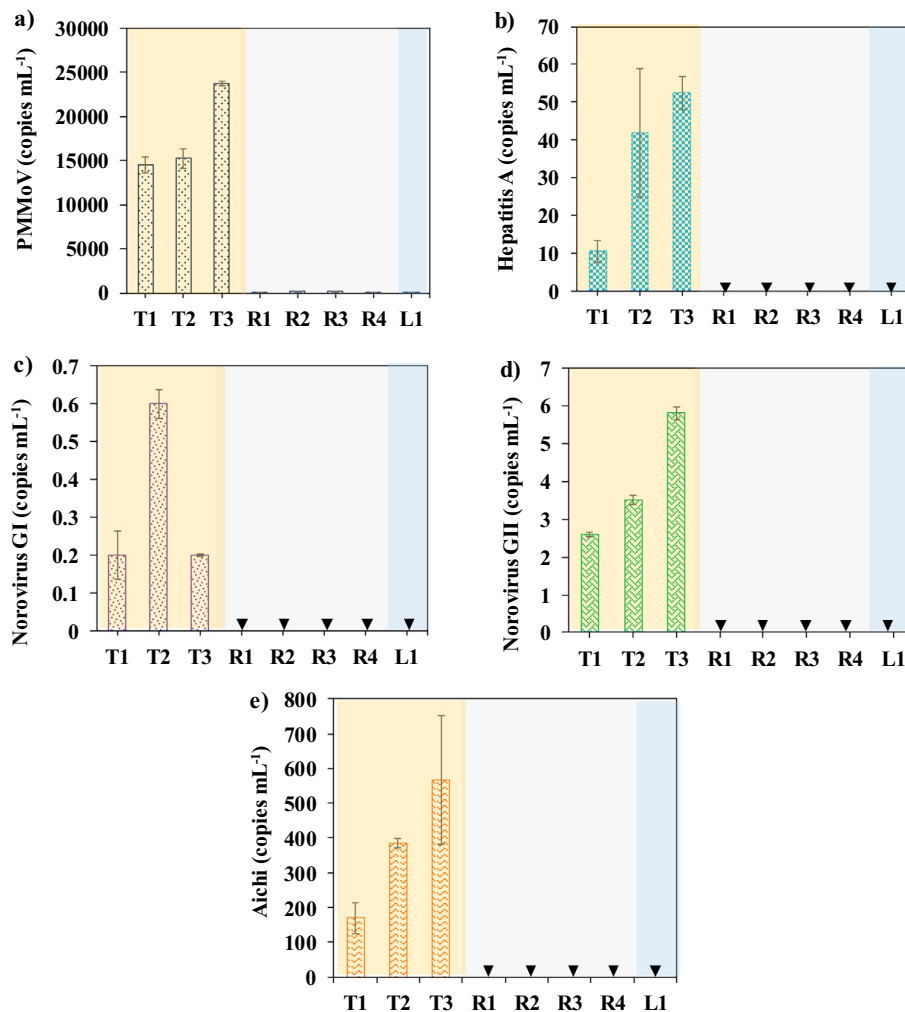 a)
PMMoV (copies mL-1)
30000
25000
20000
15000
10000
5000
0
T1 T2 T3 R1 R2 R3 R4 L1
b)
Hepatitis A (copies mL-1)
70
60
50
40
30
20
10
0
T1 T2 T3 R1 R2 R3 R4 L1
c)
Norovirus GI (copies mL-1)
0.7
0.6
0.5
0.4
0.3
0.2
0.1
0
T1 T2 T3 R1 R2 R3 R4 L1
d)
Norovirus GII (copies mL-1)
7
6
5
4
3
2
1
0
T1 T2 T3 R1 R2 R3 R4 L1
e)
Aichi (copies mL-1)
800
700
600
500
400
300
200
100
0
T1 T2 T3 R1 R2 R3 R4 L1